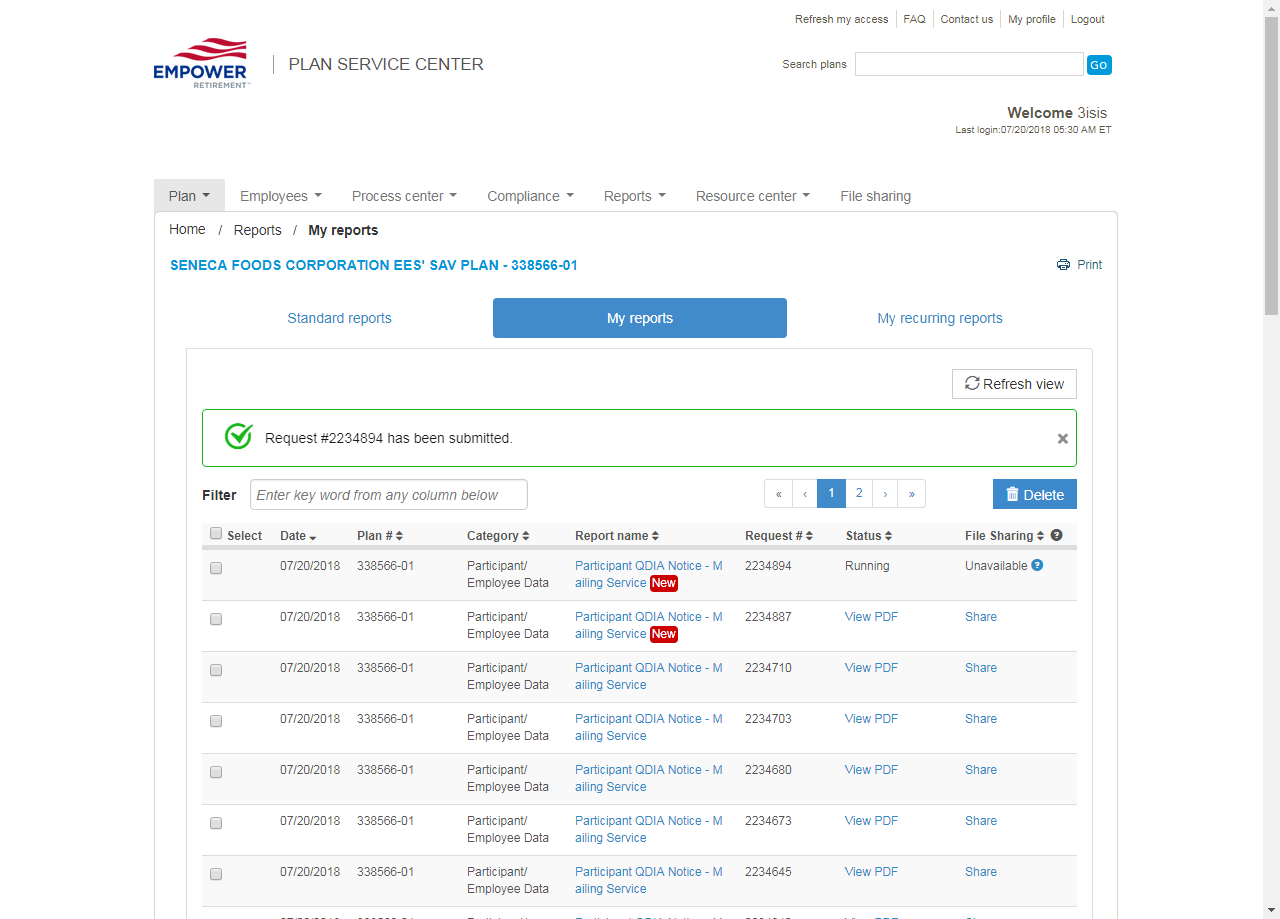 Refresh my access FAQ Contact us My profile Logout
EMPOWER
RETIREMENT™
PLAN SERVICE CENTER
Search plans Go
Welcome 3isis
Last login:07/20/2018 05:30 AM ET
Plan Employees Process center Compliance Reports Resource center File sharing
Home / Reports / My reports
SENECA FOODS CORPORATION EES' SAV PLAN - 338566-01
Print
Standard reports My reports My recurring reports
Refresh view
Request #2234894 has been submitted.
Filter Enter key word from any column below « ‹ 1 2 › » Delete
Select Date Plan # Category Report name Request # Status File Sharing ?
07/20/2018 338566-01 Participant/ Participant QDIA Notice - M 2234894 Running Unavailable ?
Employee Data ailing Service New
07/20/2018 338566-01 Participant/ Participant QDIA Notice - M 2234887 View PDF Share
Employee Data ailing Service New
07/20/2018 338566-01 Participant/ Participant QDIA Notice - M 2234710 View PDF Share
Employee Data ailing Service
07/20/2018 338566-01 Participant/ Participant QDIA Notice - M 2234703 View PDF Share
Employee Data ailing Service
07/20/2018 338566-01 Participant/ Participant QDIA Notice - M 2234680 View PDF Share
Employee Data ailing Service
07/20/2018 338566-01 Participant/ Participant QDIA Notice - M 2234673 View PDF Share
Employee Data ailing Service
07/20/2018 338566-01 Participant/ Participant QDIA Notice - M 2234645 View PDF Share
Employee Data ailing Service